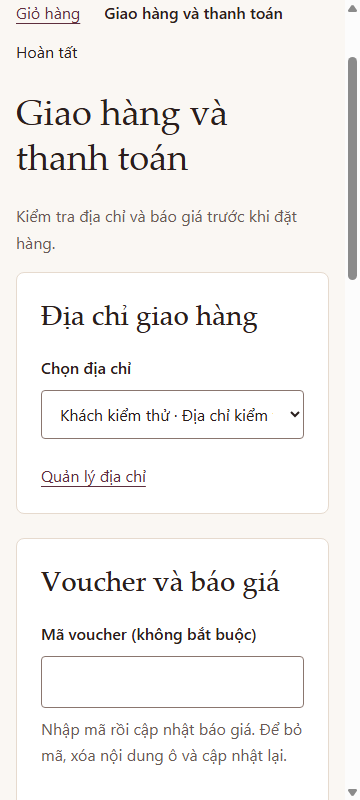 Giỏ hàng Giao hàng và thanh toán
Hoàn tất
Giao hàng và
thanh toán
Kiểm tra địa chỉ và báo giá trước khi đặt
hàng.
Địa chỉ giao hàng
Chọn địa chỉ
Khách kiểm thử · Địa chỉ kiểm
Quản lý địa chỉ
Voucher và báo giá
Mã voucher (không bắt buộc)
Nhập mã rồi cập nhật báo giá. Để bỏ
mã, xóa nội dung ô và cập nhật lại.